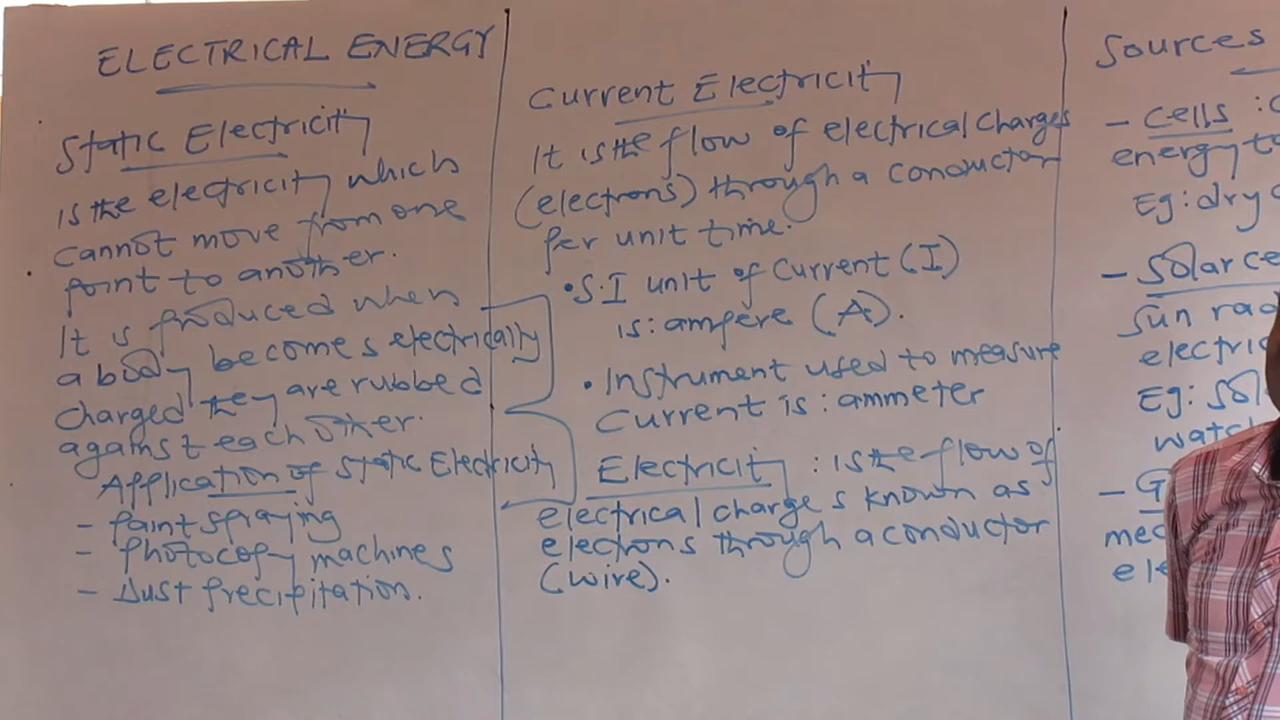 ELECTRICAL ENERGY
Static Electricity
is the electricity which
cannot move from one
point to another.
It is produced when
a body becomes electrically
charged they are rubbed
against each other.
Application of Static Electricity
- Paint spraying
- Photocopy machines
- Dust precipitation.
Current Electricity
It is the flow of electrical charges
(electrons) through a conductor
per unit time.
• S.I unit of Current (I)
is: ampere (A).
• Instrument used to measure
Current is: ammeter
Electricity : is the flow of
electrical charges known as
electrons through a conductor
(wire).
Sources
- Cells :
energy to
Eg: dry
- Solar ce
Sun rad
electric
Eg: Sol
watc
- G
mec
ele